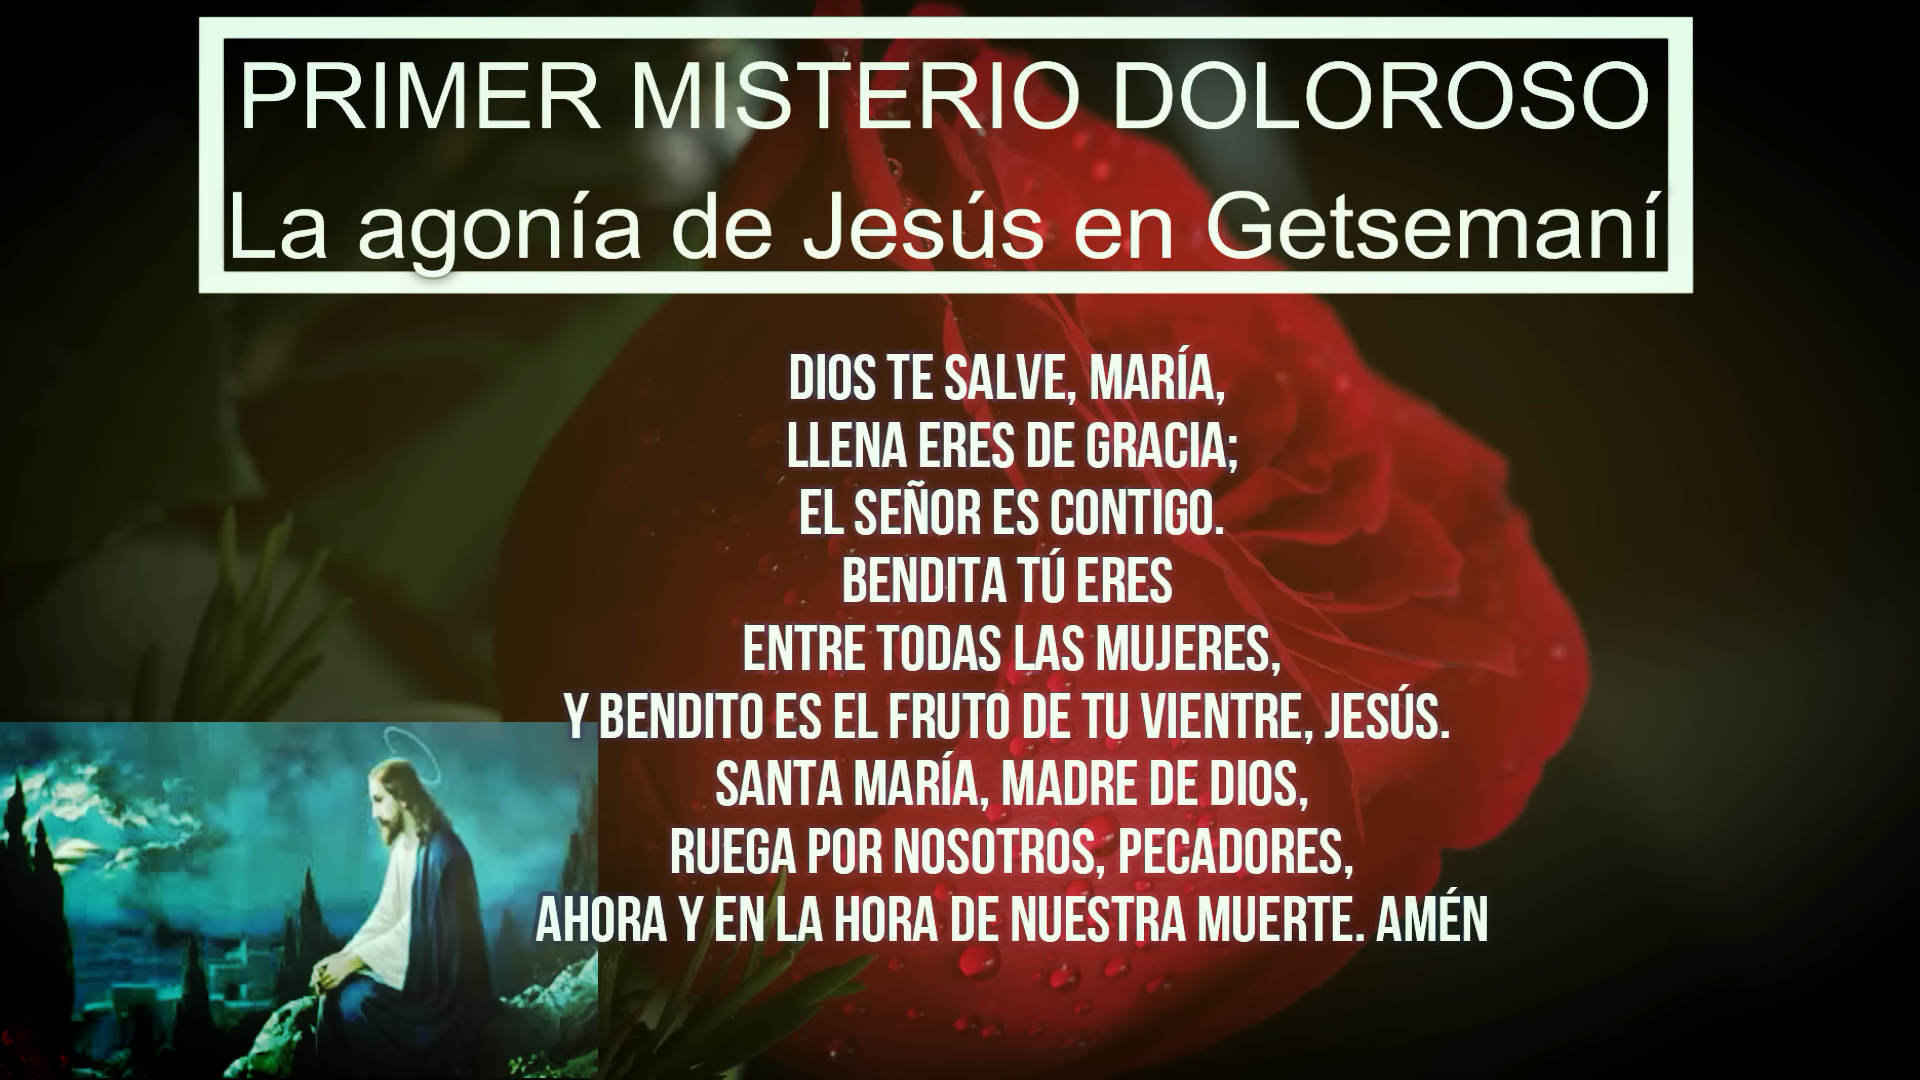 PRIMER MISTERIO DOLOROSO
La agonía de Jesús en Getsemaní
DIOS TE SALVE, MARÍA,
LLENA ERES DE GRACIA;
EL SEÑOR ES CONTIGO.
BENDITA TÚ ERES
ENTRE TODAS LAS MUJERES,
Y BENDITO ES EL FRUTO DE TU VIENTRE, JESÚS.
SANTA MARÍA, MADRE DE DIOS,
RUEGA POR NOSOTROS, PECADORES,
AHORA Y EN LA HORA DE NUESTRA MUERTE. AMÉN